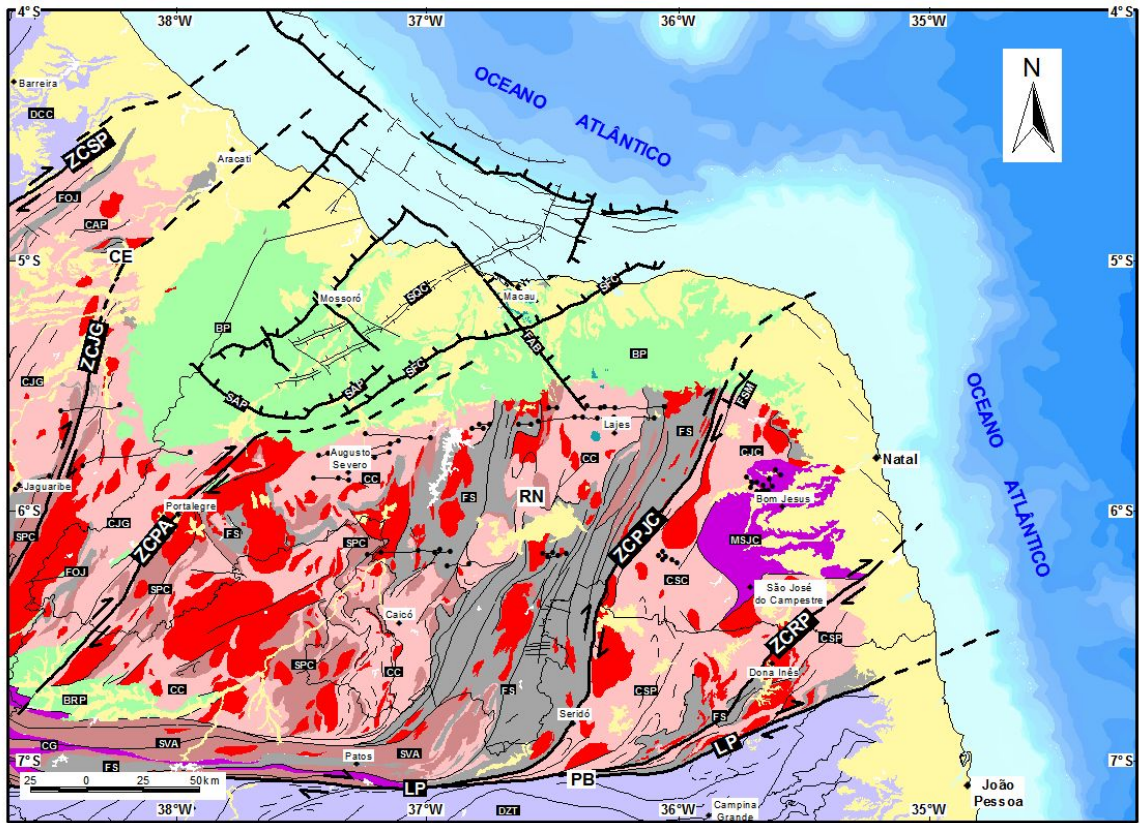 38°W
37°W
36°W
35°W
4° S
4° S
Barreira
DCC
ZCSP
OCEANO
ATLÂNTICO
N
Aracati
FOJ
CAP
CE
5° S
5° S
Mossoró
SQC
Macau
SFC
BP
FAB
BP
ZCJG
SFC
SAP
SAP
CJG
FSM
Lajes
FS
CC
Augusto
Severo
CC
CJC
Natal
OCEANO
ATLÂNTICO
Jaguaribe
Portalegre
FS
RN
Bom Jesus
6° S
6° S
CJG
ZCPA
FS
SPC
ZCPJC
MSJC
SPC
FOJ
SPC
CSC
São José
do Campestre
Caicó
ZCRP
CSP
SPC
CC
Dona Inês
CC
FS
CSP
BRP
FS
Seridó
LP
CG
SVA
Patos
SVA
FS
7° S
7° S
25
0
25
50km
LP
PB
DZT
João
Pessoa
Campina
Grande
38°W
37°W
36°W
35°W